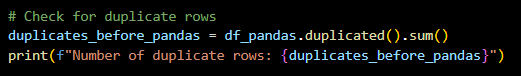 # Check for duplicate rows
duplicates_before_pandas = df_pandas.duplicated().sum()
print(f"Number of duplicate rows: {duplicates_before_pandas}")